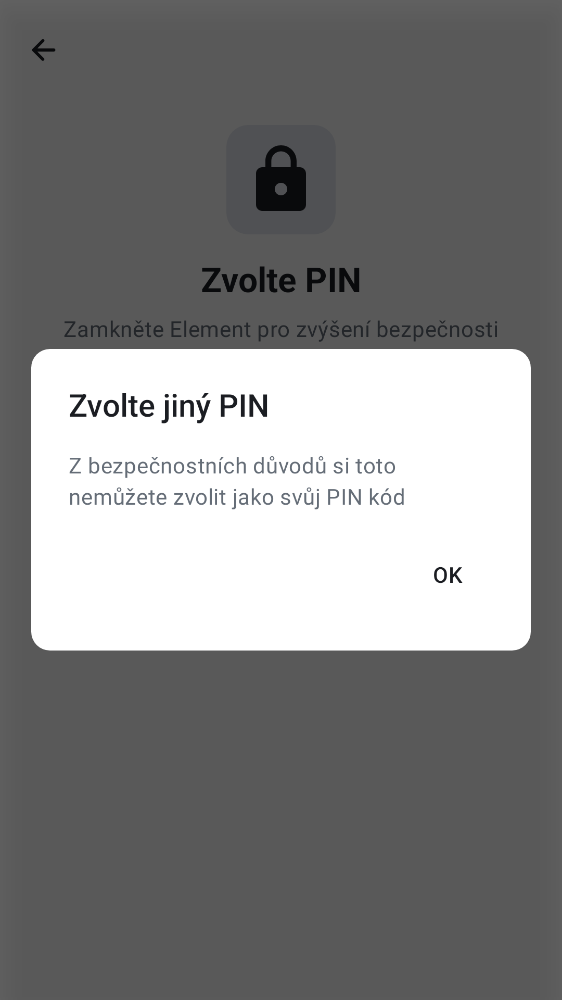 Zvolte PIN
Zamkněte Element pro zvýšení bezpečnosti
Zvolte jiný PIN
Z bezpečnostních důvodů si toto
nemůžete zvolit jako svůj PIN kód
OK